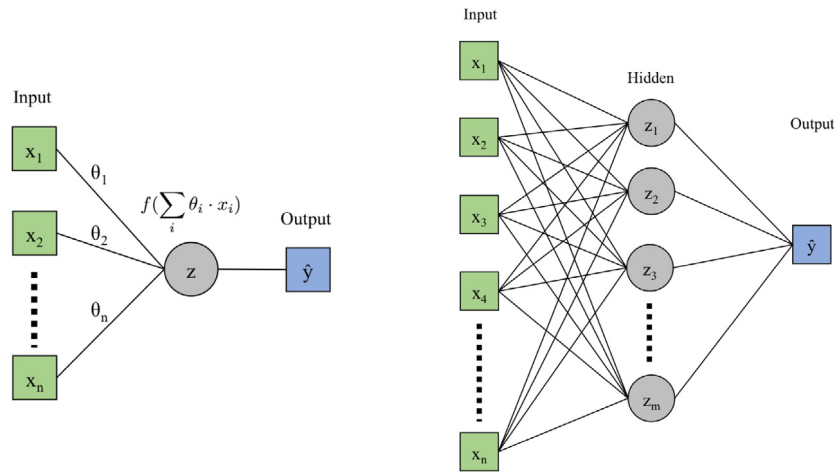 Input
x₁
θ₁
f(∑ᵢ θᵢ · xᵢ)
x₂
θ₂
z
Output
ŷ
θₙ
xₙ
Input
x₁
Hidden
z₁
x₂
Output
z₂
x₃
ŷ
z₃
x₄
zₘ
xₙ